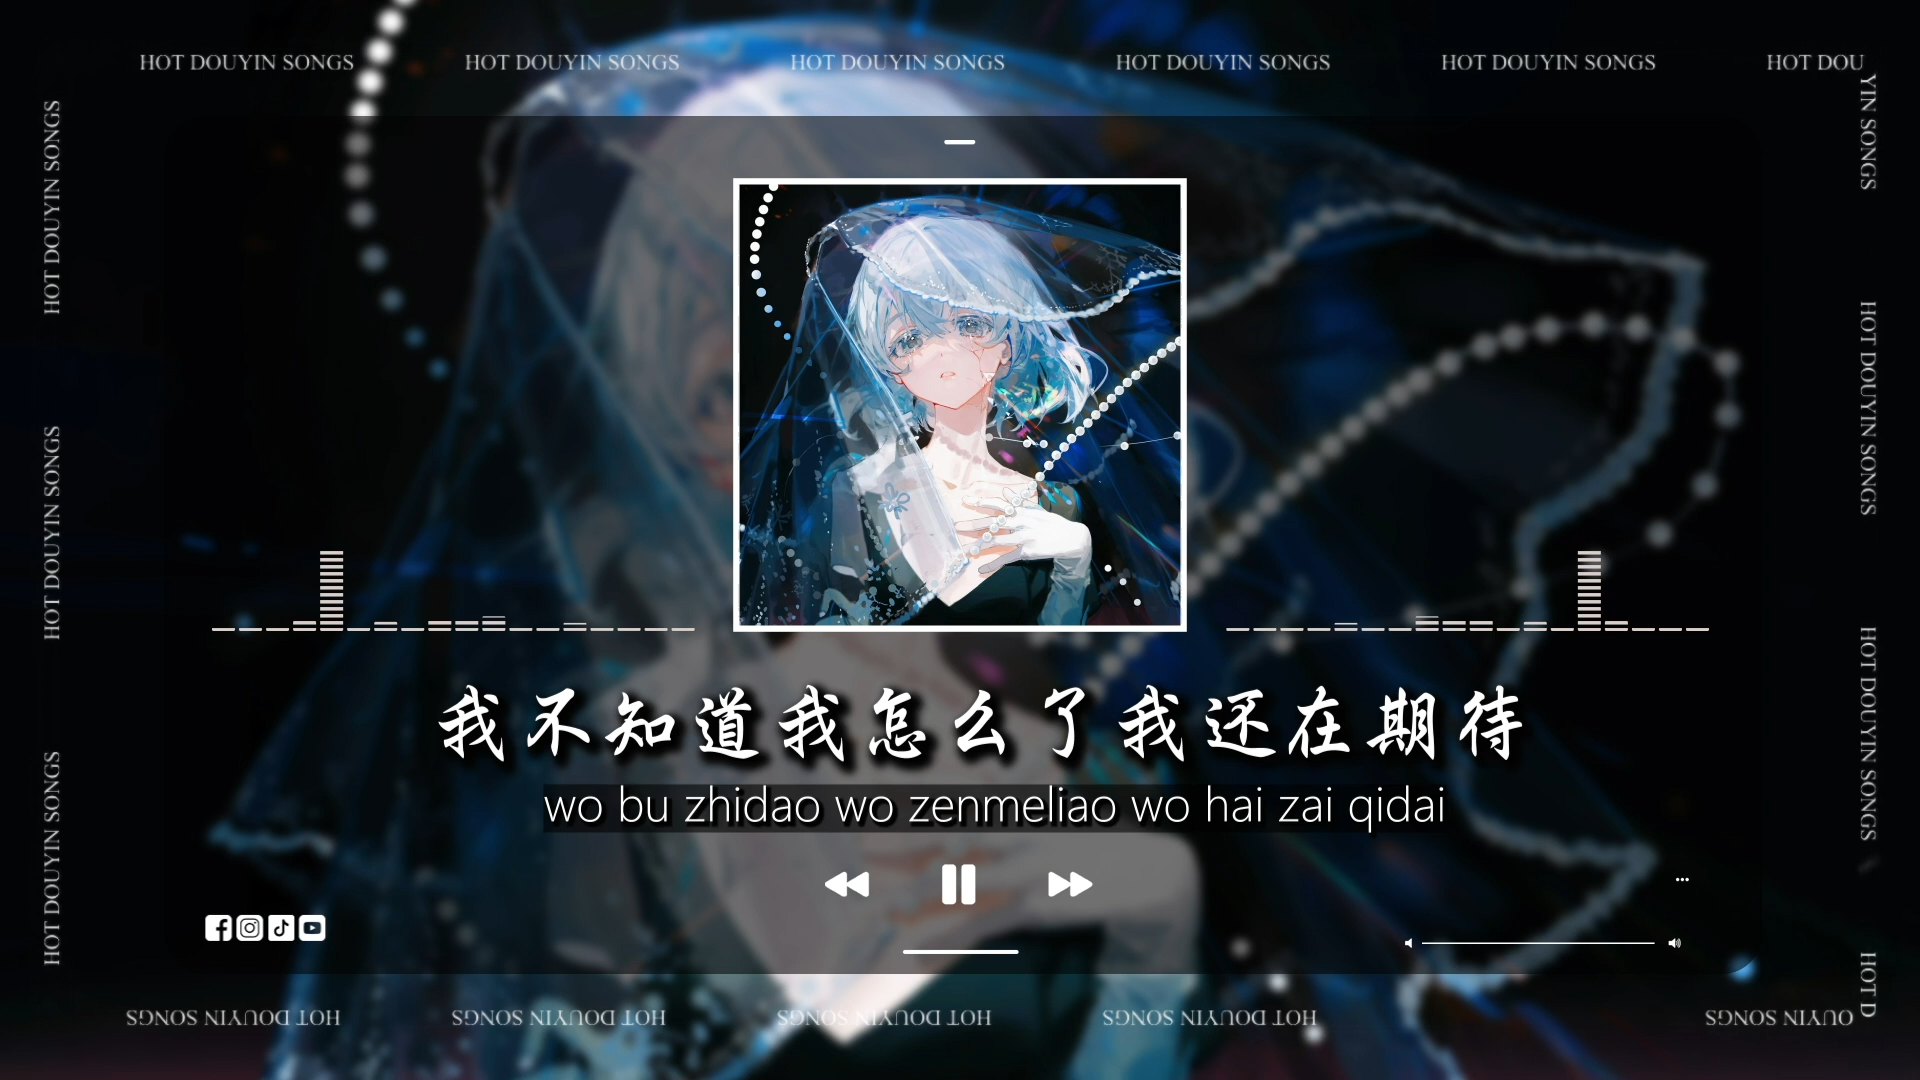 HOT DOUYIN SONGS HOT DOUYIN SONGS HOT DOUYIN SONGS HOT DOUYIN SONGS HOT DOUYIN SONGS HOT DOU
YIN SONGS
HOT DOUYIN SONGS
HOT DOUYIN SONGS
HOT D
HOT DOUYIN SONGS
HOT DOUYIN SONGS
HOT DOUYIN SONGS
我不知道我怎么了我还在期待
wo bu zhidao wo zenmeliao wo hai zai qidai
OUYIN SONGS HOT DOUYIN SONGS HOT DOUYIN SONGS HOT DOUYIN SONGS HOT DOUYIN SONGS